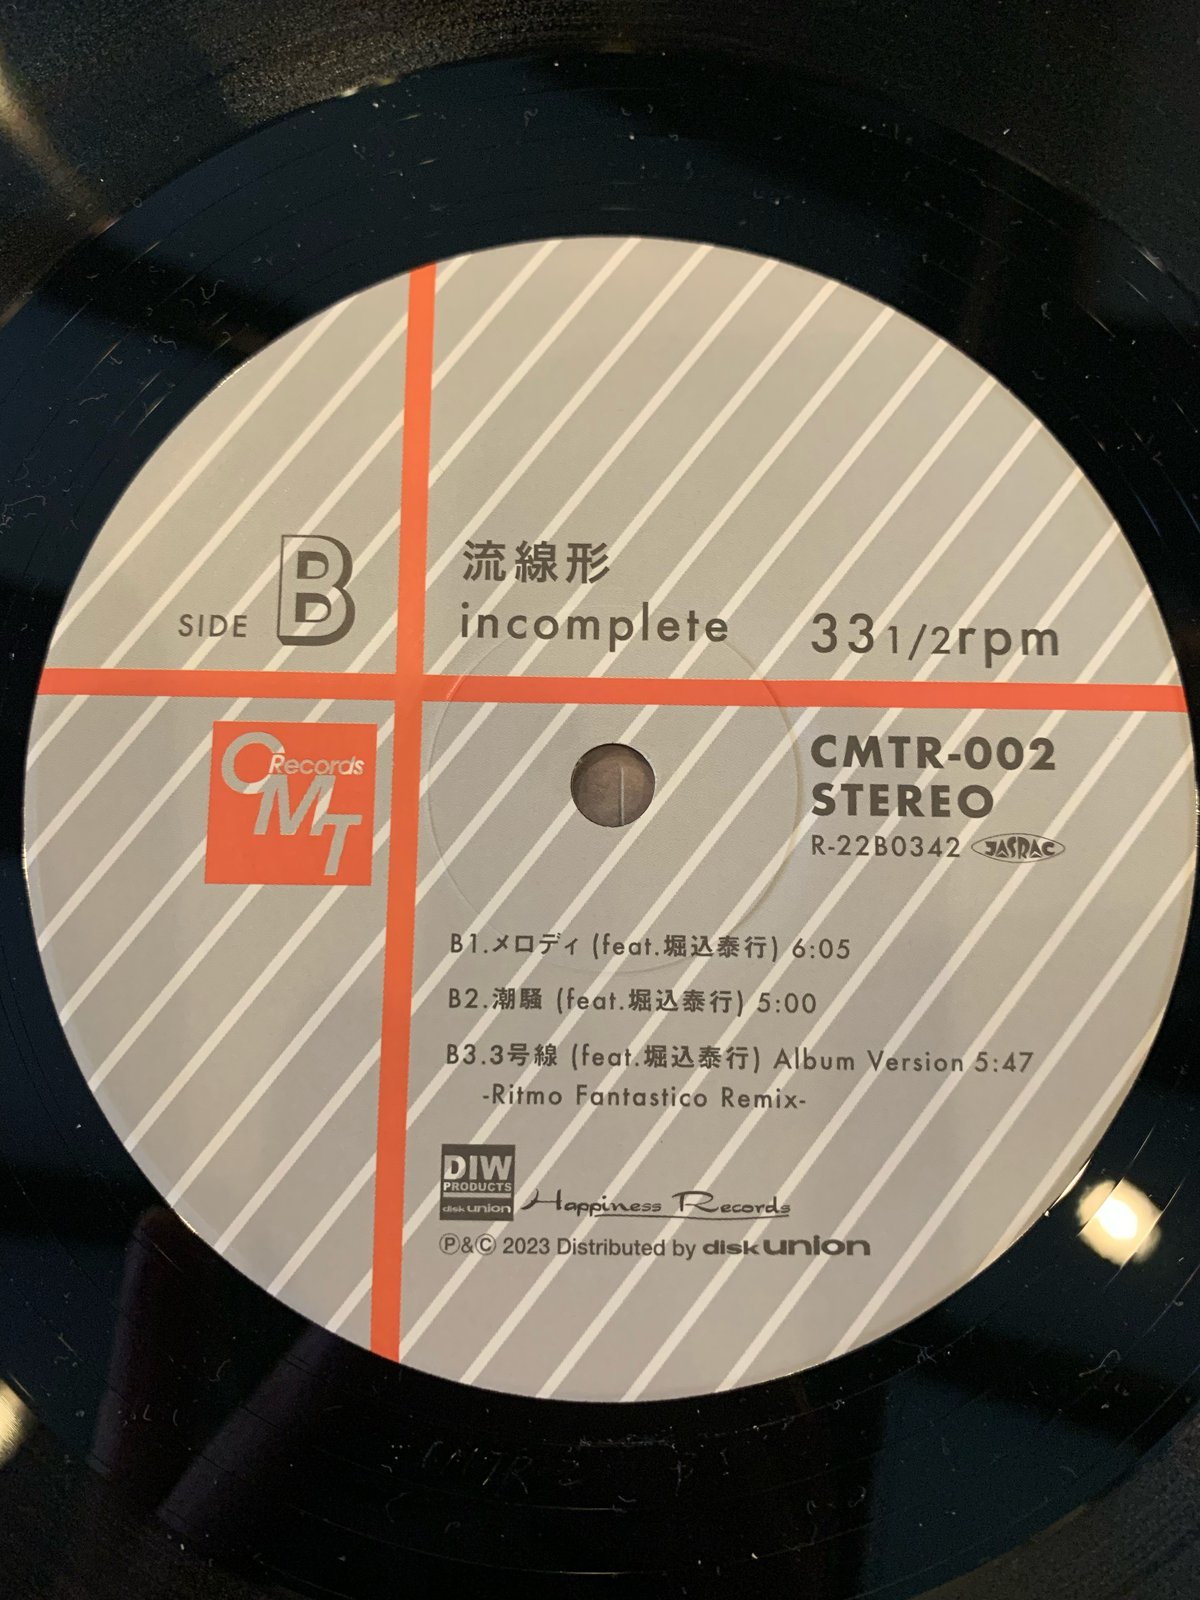 流線形
SIDE B
incomplete
33 1/2rpm
CMT Records
CMTR-002
STEREO
R-22B0342 JASRAC
B1.メロディ (feat.堀込泰行) 6:05
B2.潮騒 (feat.堀込泰行) 5:00
B3.3号線 (feat.堀込泰行) Album Version 5:47
-Ritmo Fantastico Remix-
DIW
PRODUCTS
disk union
Happiness Records
Ⓟ&© 2023 Distributed by disk union